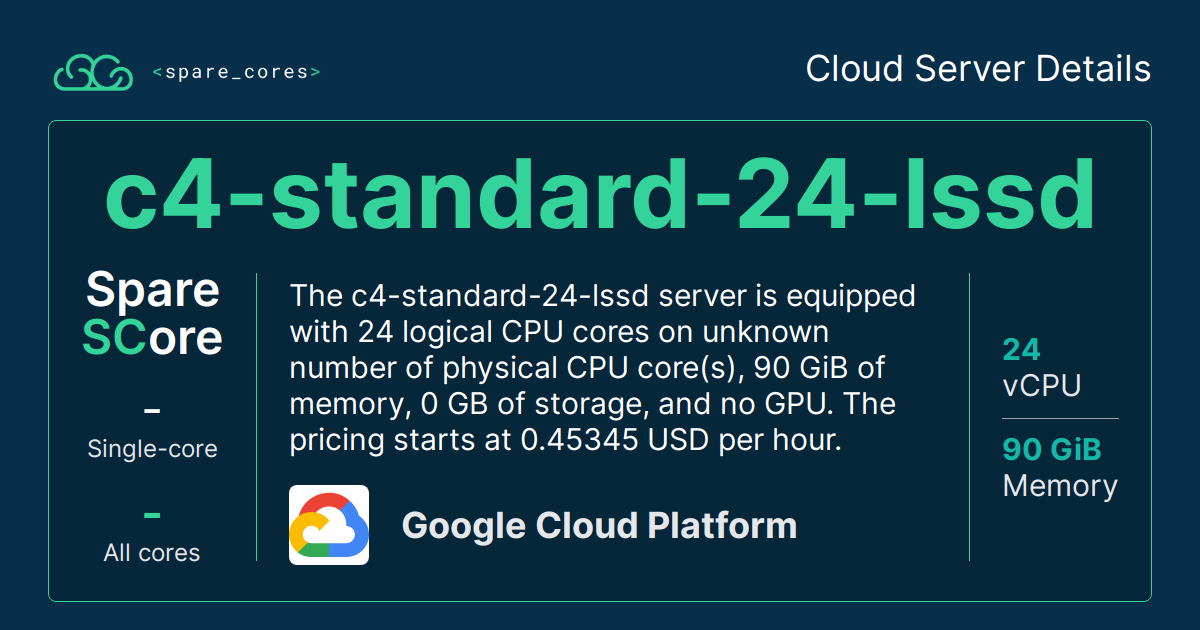 <spare_cores>
Cloud Server Details
c4-standard-24-lssd
Spare
SCore
-
Single-core
-
All cores
The c4-standard-24-lssd server is equipped
with 24 logical CPU cores on unknown
number of physical CPU core(s), 90 GiB of
memory, 0 GB of storage, and no GPU. The
pricing starts at 0.45345 USD per hour.
Google Cloud Platform
24
vCPU
90 GiB
Memory